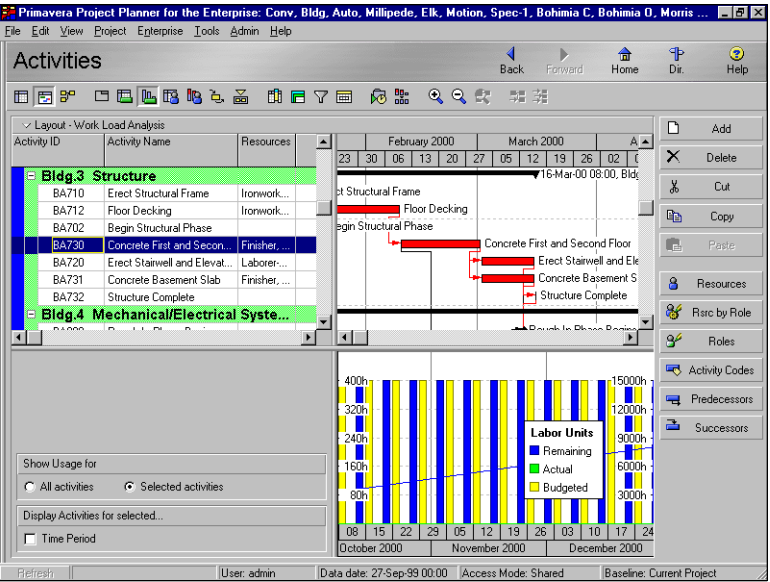 Primavera Project Planner for the Enterprise: Conv, Bldg, Auto, Millipede, Elk, Motion, Spec-1, Bohimia C, Bohimia O, Morris ...
File Edit View Project Enterprise Tools Admin Help
Activities
Back Forward Home Dir. Help
Layout - Work Load Analysis
Activity ID Activity Name Resources
February 2000 March 2000 A
23 30 06 13 20 27 05 12 19 26 02
Bldg.3 Structure
16-Mar-00 08:00, Bldg
BA710 Erect Structural Frame Ironwork...
ct Structural Frame
BA712 Floor Decking Ironwork...
Floor Decking
BA702 Begin Structural Phase
egin Structural Phase
BA730 Concrete First and Secon... Finisher, ...
Concrete First and Second Floor
BA720 Erect Stairwell and Elevat... Laborer-...
Erect Stairwell and Ele
BA731 Concrete Basement Slab Finisher, ...
Concrete Basement S
BA732 Structure Complete
Structure Complete
Bldg.4 Mechanical/Electrical Syste...
Rough In Phase Begins
Add
Delete
Cut
Copy
Paste
Resources
Rsrc by Role
Roles
Activity Codes
Predecessors
Successors
400h 15000h
320h 12000h
240h 9000h
160h 6000h
80h 3000h
Labor Units
Remaining
Actual
Budgeted
08 15 22 29 05 12 19 26 03 10 17 24
October 2000 November 2000 December 2000
Show Usage for
All activities Selected activities
Display Activities for selected...
Time Period
Refresh User: admin Data date: 27-Sep-99 00:00 Access Mode: Shared Baseline: Current Project